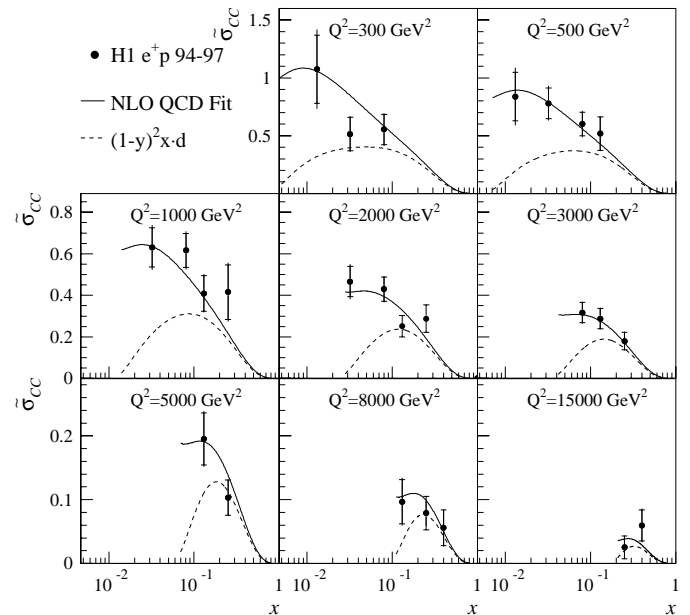 σ̃CC
H1 e⁺p 94-97
NLO QCD Fit
(1-y)²x·d
Q²=300 GeV²
Q²=500 GeV²
1.5
1
0.5
σ̃CC
Q²=1000 GeV²
Q²=2000 GeV²
Q²=3000 GeV²
0.8
0.6
0.4
0.2
0
σ̃CC
Q²=5000 GeV²
Q²=8000 GeV²
Q²=15000 GeV²
0.2
0.1
0
10⁻² 10⁻¹ 10⁻² 10⁻¹ 10⁻² 10⁻¹ 1
x x x